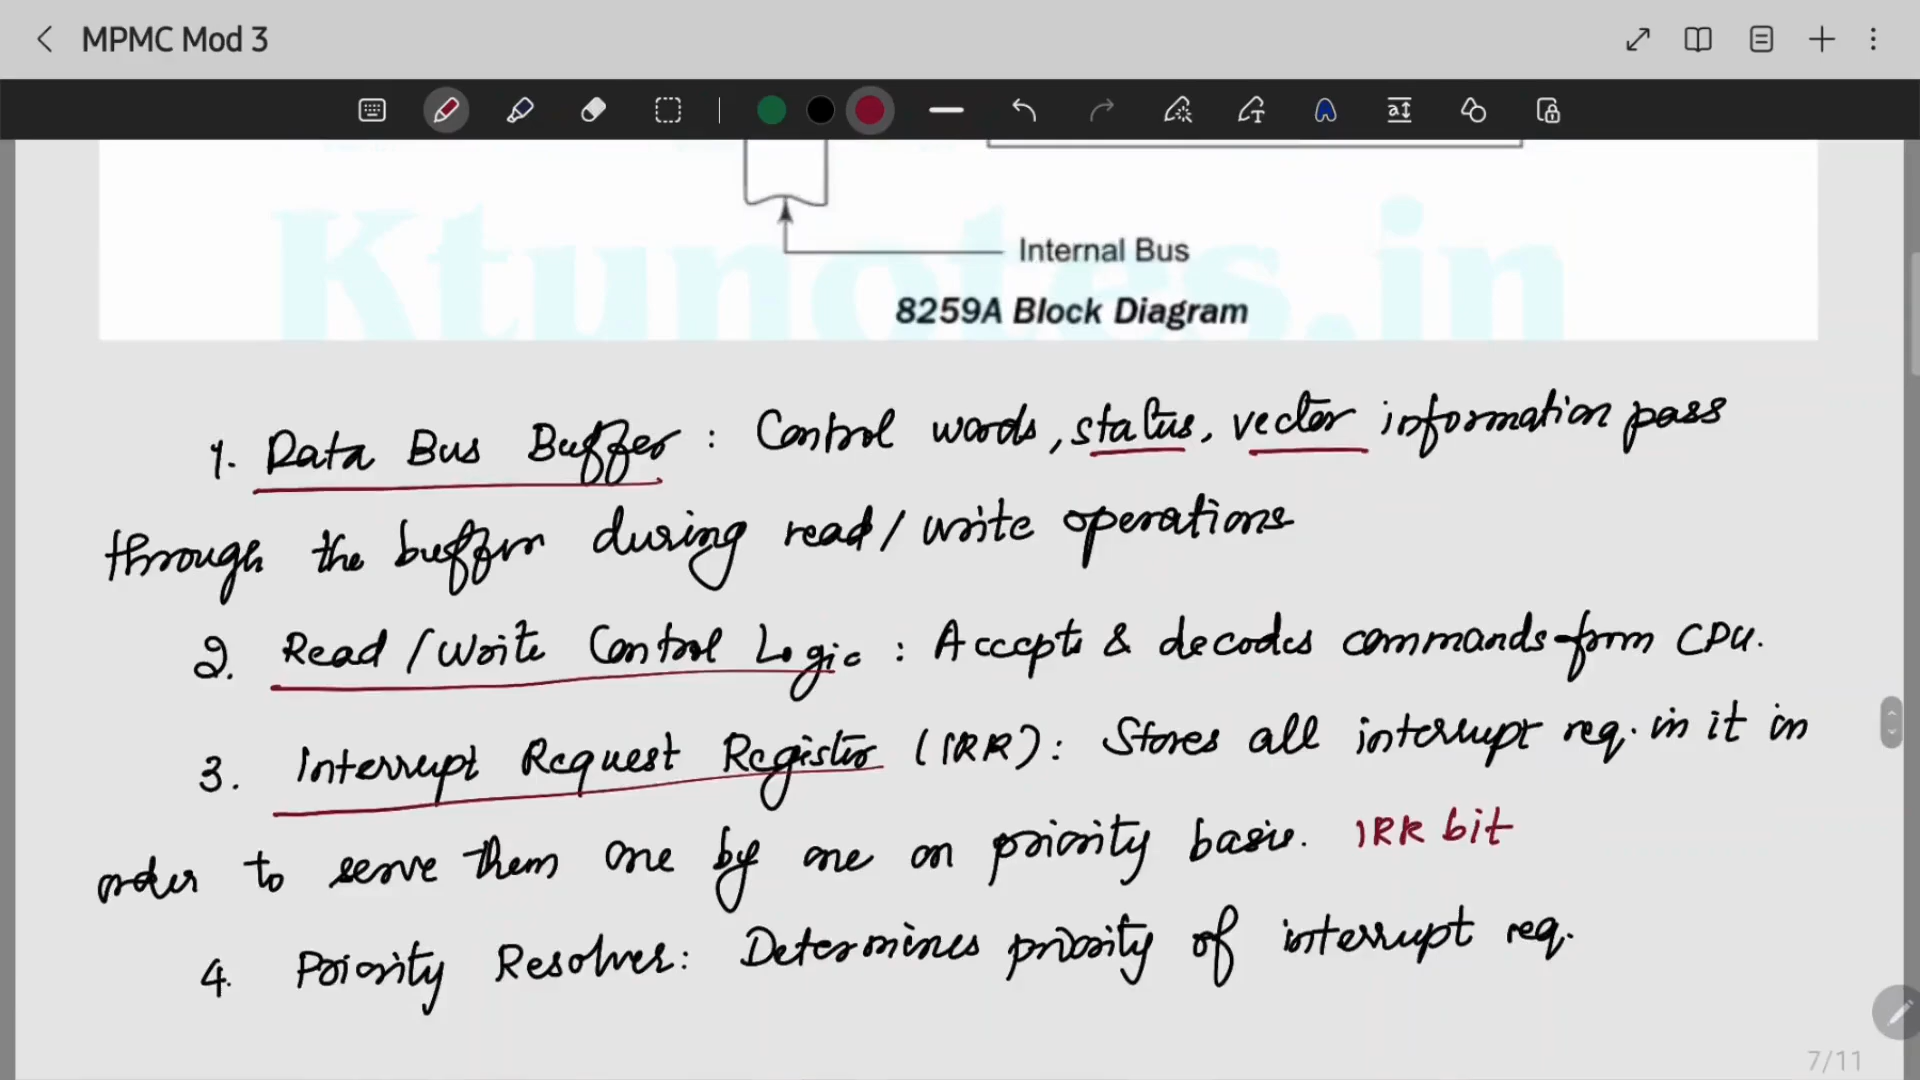 MPMC Mod 3
Ktunotes.in
Internal Bus
8259A Block Diagram
1. Data Bus Buffer : Control words, status, vector information pass
through the buffer during read/write operations
2. Read/Write Control Logic : Accepts & decodes commands from CPU.
3. Interrupt Request Register (IRR): Stores all interrupt req. in it in
order to serve them one by one on priority basis. IRR bit
4. Priority Resolver: Determines priority of interrupt req.
7/11